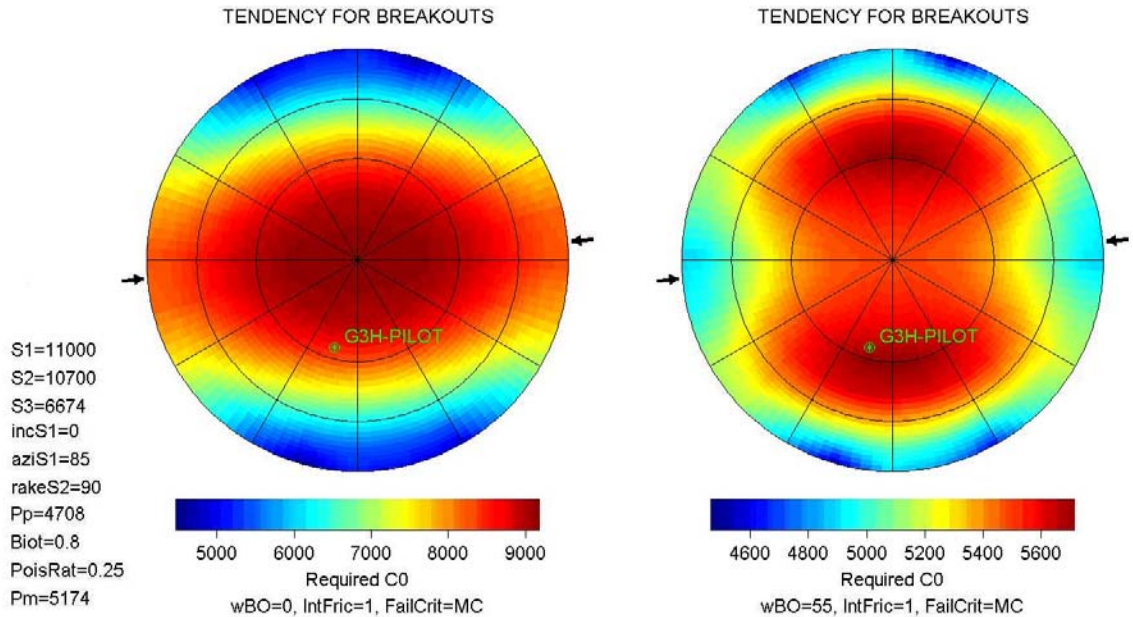 TENDENCY FOR BREAKOUTS
G3H-PILOT
S1=11000
S2=10700
S3=6674
incS1=0
aziS1=85
rakeS2=90
Pp=4708
Biot=0.8
PoisRat=0.25
Pm=5174
5000 6000 7000 8000 9000
Required C0
wBO=0, IntFric=1, FailCrit=MC
TENDENCY FOR BREAKOUTS
G3H-PILOT
4600 4800 5000 5200 5400 5600
Required C0
wBO=55, IntFric=1, FailCrit=MC